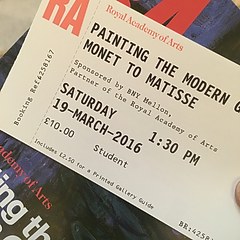 RA
Royal Academy of Arts
PAINTING THE MODERN G
MONET TO MATISSE
Sponsored by BNY Mellon,
Partner of the Royal Academy of Arts
SATURDAY 1:30 PM
19-MARCH-2016
£10.00 Student
Includes £2.50 for a Printed Gallery Guide
Booking Ref#258167
Academy of Arts